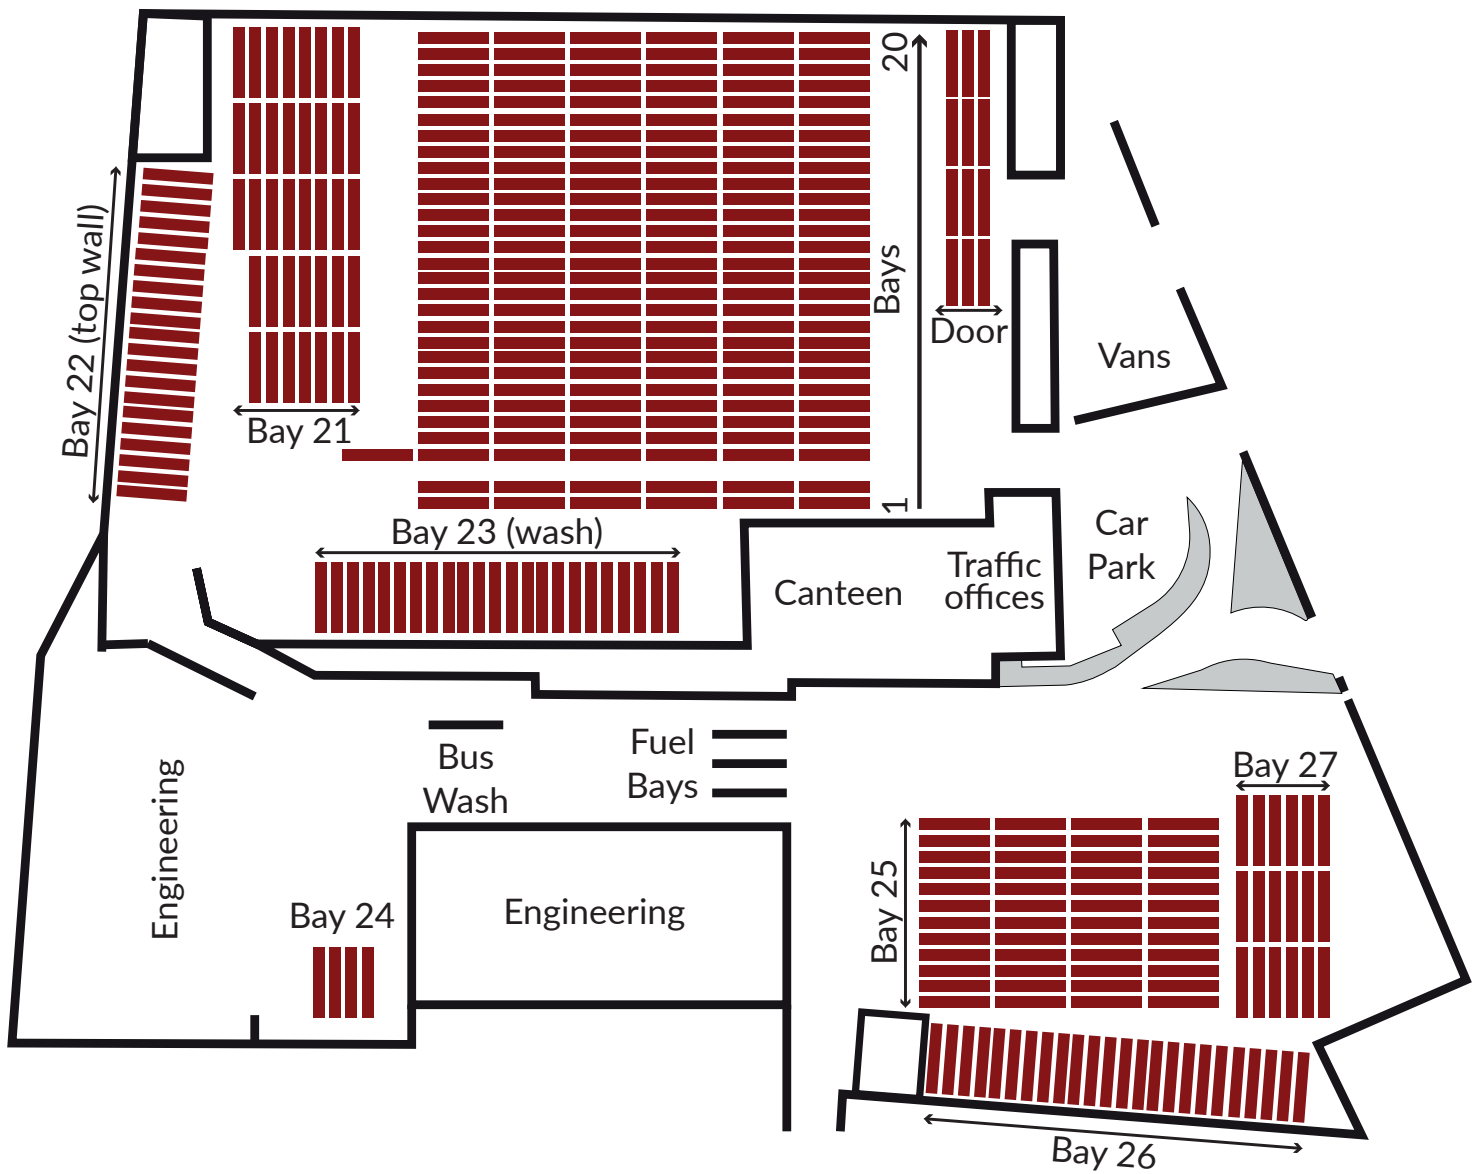 20
Bays
1
Door
Vans
Bay 22 (top wall)
Bay 21
Bay 23 (wash)
Canteen
Traffic
offices
Car
Park
Engineering
Bus
Wash
Fuel
Bays
Bay 24
Engineering
Bay 25
Bay 27
Bay 26